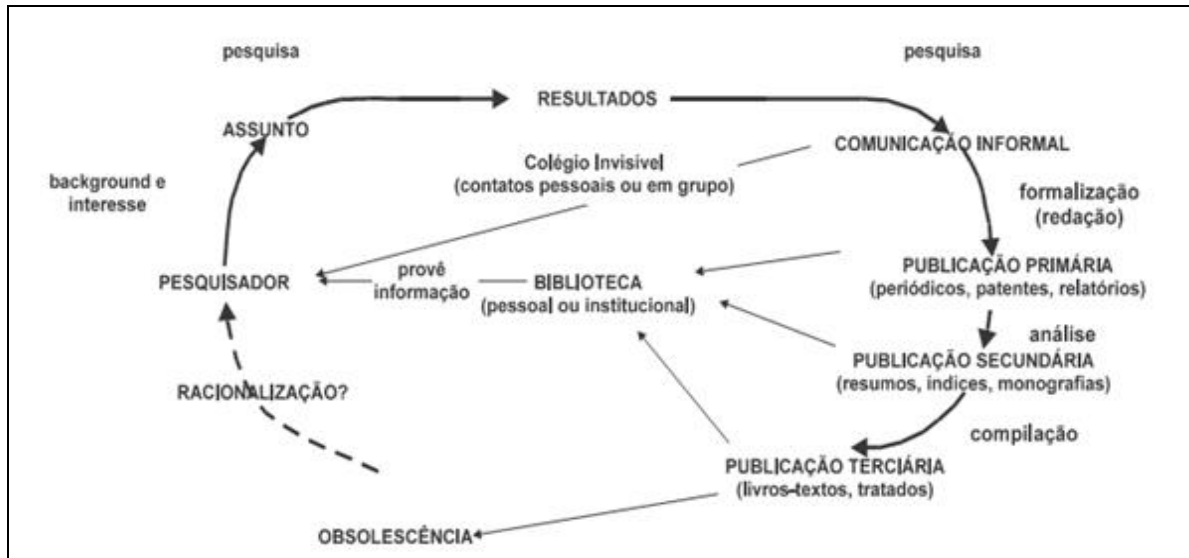 pesquisa
pesquisa
RESULTADOS
ASSUNTO
COMUNICAÇÃO INFORMAL
Colégio Invisível
(contatos pessoais ou em grupo)
background e
interesse
formalização
(redação)
PESQUISADOR
provê
informação
BIBLIOTECA
(pessoal ou institucional)
PUBLICAÇÃO PRIMÁRIA
(periódicos, patentes, relatórios)
análise
PUBLICAÇÃO SECUNDÁRIA
(resumos, índices, monografias)
RACIONALIZAÇÃO?
compilação
PUBLICAÇÃO TERCIÁRIA
(livros-textos, tratados)
OBSOLESCÊNCIA